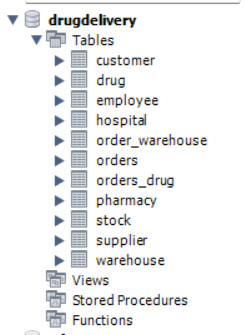 drugdelivery
Tables
customer
drug
employee
hospital
order_warehouse
orders
orders_drug
pharmacy
stock
supplier
warehouse
Views
Stored Procedures
Functions